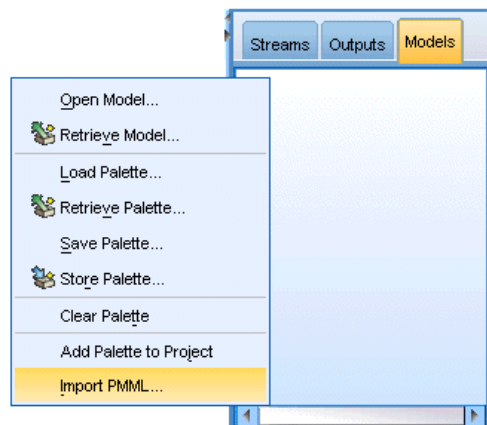 Streams Outputs Models
Open Model...
Retrieve Model...
Load Palette...
Retrieve Palette...
Save Palette...
Store Palette...
Clear Palette
Add Palette to Project
Import PMML...